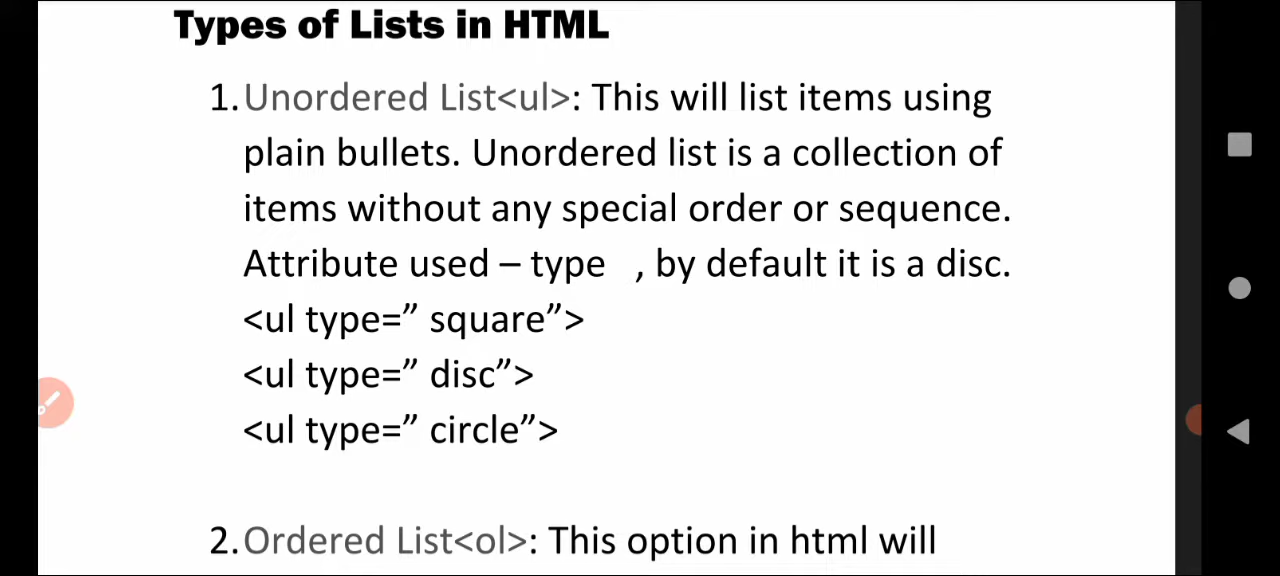 Types of Lists in HTML
1. Unordered List<ul>: This will list items using
plain bullets. Unordered list is a collection of
items without any special order or sequence.
Attribute used – type , by default it is a disc.
<ul type=” square”>
<ul type=” disc”>
<ul type=” circle”>
2. Ordered List<ol>: This option in html will